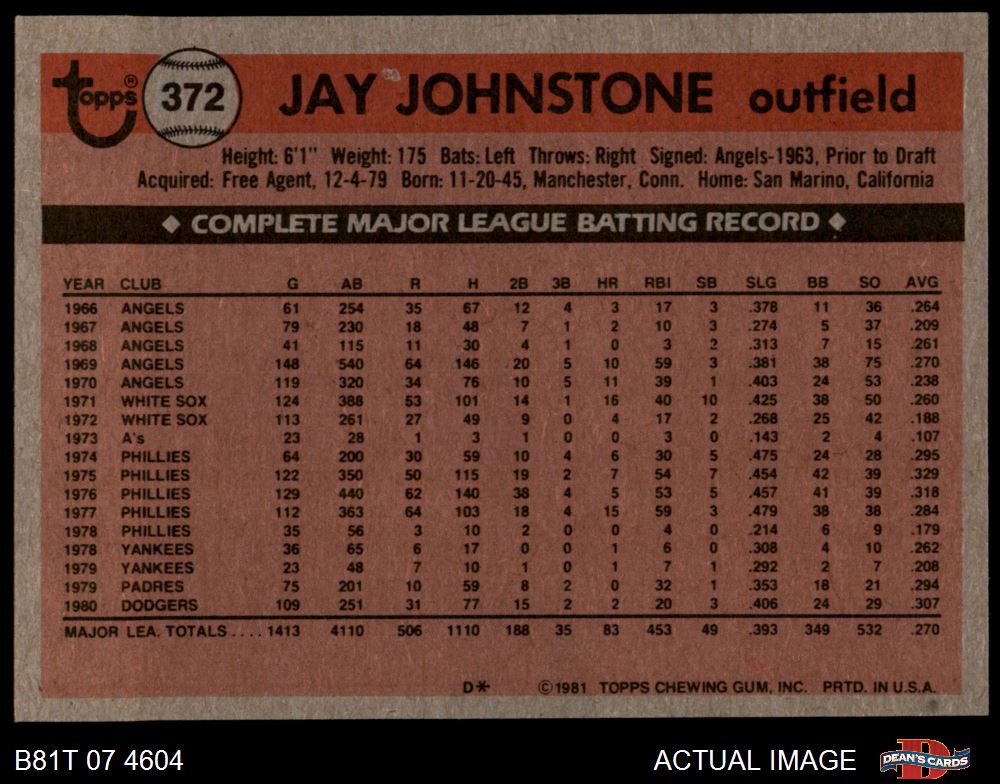 Topps® 372 JAY JOHNSTONE outfield
Height: 6'1" Weight: 175 Bats: Left Throws: Right Signed: Angels-1963, Prior to Draft
Acquired: Free Agent, 12-4-79 Born: 11-20-45, Manchester, Conn. Home: San Marino, California
◆ COMPLETE MAJOR LEAGUE BATTING RECORD ◆
YEAR CLUB G AB R H 2B 3B HR RBI SB SLG BB SO AVG
1966 ANGELS 61 254 35 67 12 4 3 17 3 .378 11 36 .264
1967 ANGELS 79 230 18 48 7 1 2 10 3 .274 5 37 .209
1968 ANGELS 41 115 11 30 4 1 0 3 2 .313 7 15 .261
1969 ANGELS 148 540 64 146 20 5 10 59 3 .381 38 75 .270
1970 ANGELS 119 320 34 76 10 5 11 39 1 .403 24 53 .238
1971 WHITE SOX 124 388 53 101 14 1 16 40 10 .425 38 50 .260
1972 WHITE SOX 113 261 27 49 9 0 4 17 2 .268 25 42 .188
1973 A's 23 28 1 3 1 0 0 3 0 .143 2 4 .107
1974 PHILLIES 64 200 30 59 10 4 6 30 5 .475 24 28 .295
1975 PHILLIES 122 350 50 115 19 2 7 54 7 .454 42 39 .329
1976 PHILLIES 129 440 62 140 38 4 5 53 5 .457 41 39 .318
1977 PHILLIES 112 363 64 103 18 4 15 59 3 .479 38 38 .284
1978 PHILLIES 35 56 3 10 2 0 0 4 0 .214 6 9 .179
1978 YANKEES 36 65 6 17 0 0 1 6 0 .308 4 10 .262
1979 YANKEES 23 48 7 10 1 0 1 7 1 .292 2 7 .208
1979 PADRES 75 201 10 59 8 2 0 32 1 .353 18 21 .294
1980 DODGERS 109 251 31 77 15 2 2 20 3 .406 24 29 .307
MAJOR LEA. TOTALS .... 1413 4110 506 1110 188 35 83 453 49 .393 349 532 .270
D* ©1981 TOPPS CHEWING GUM, INC. PRTD. IN U.S.A.
B81T 07 4604 ACTUAL IMAGE DEAN'S CARDS